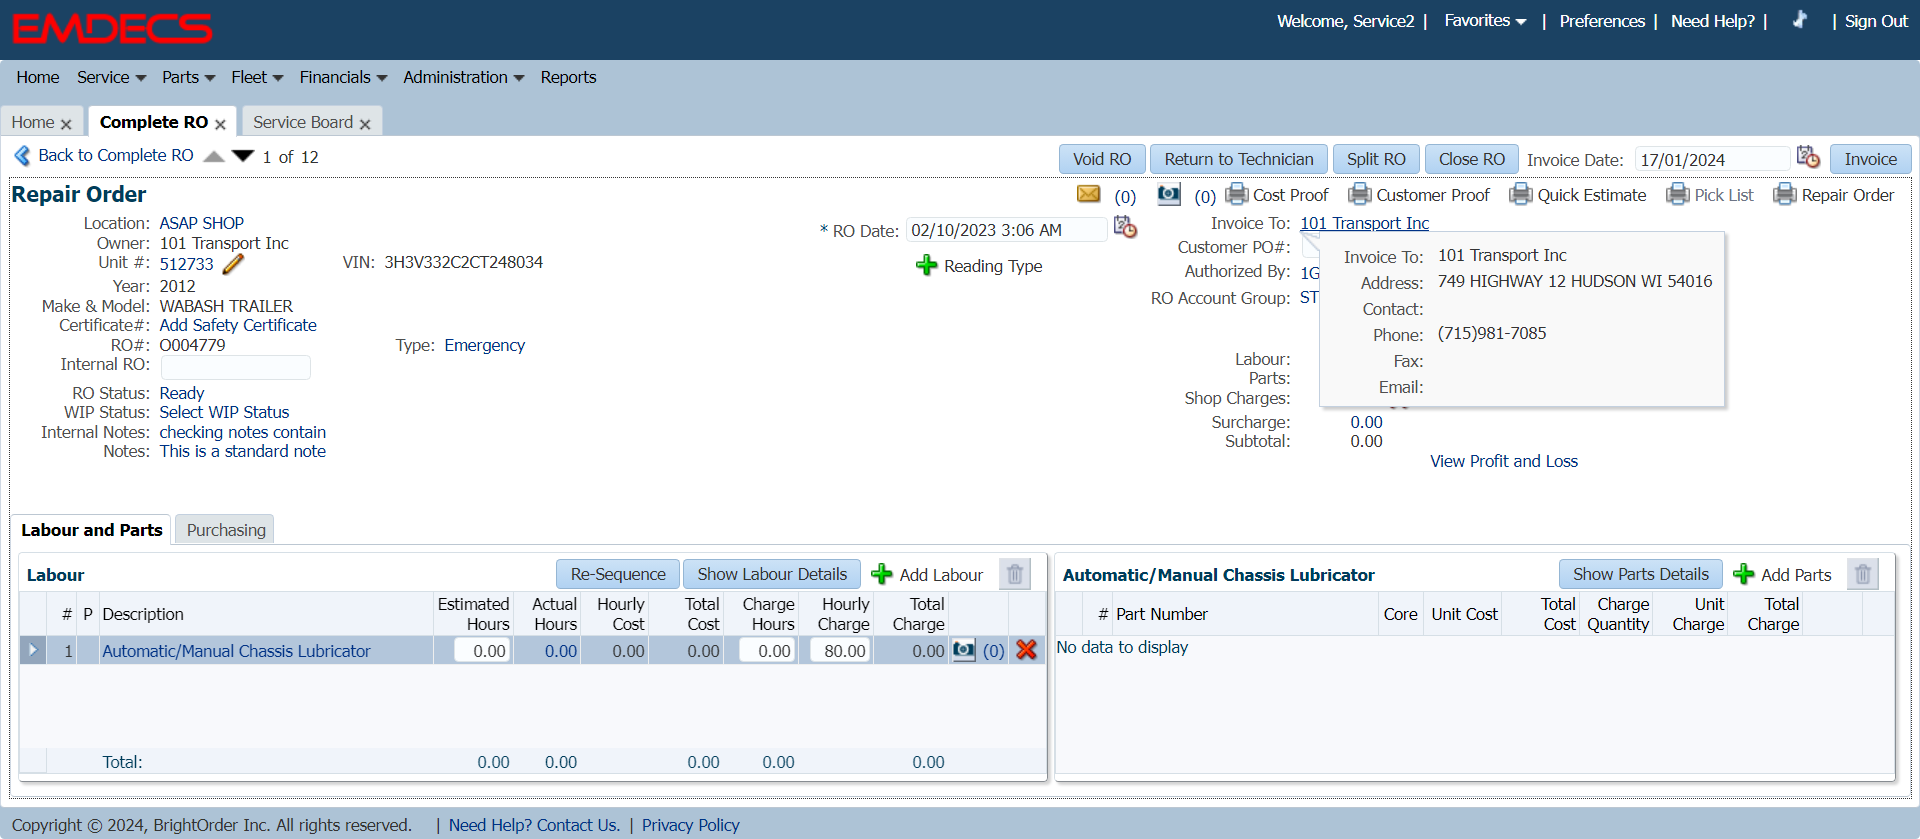 EMDECS
Welcome, Service2 | Favorites | Preferences | Need Help? | | Sign Out
Home Service Parts Fleet Financials Administration Reports
Home Complete RO Service Board
Back to Complete RO 1 of 12 Void RO Return to Technician Split RO Close RO Invoice Date: 17/01/2024 Invoice
Repair Order (0) (0) Cost Proof Customer Proof Quick Estimate Pick List Repair Order
Location: ASAP SHOP
Owner: 101 Transport Inc
Unit #: 512733 VIN: 3H3V332C2CT248034
Year: 2012
Make & Model: WABASH TRAILER
Certificate#: Add Safety Certificate
RO#: O004779 Type: Emergency
Internal RO:
RO Status: Ready
WIP Status: Select WIP Status
Internal Notes: checking notes contain
Notes: This is a standard note
* RO Date: 02/10/2023 3:06 AM
Reading Type
Invoice To: 101 Transport Inc
Customer PO#:
Authorized By: 1G
RO Account Group: ST
Invoice To: 101 Transport Inc
Address: 749 HIGHWAY 12 HUDSON WI 54016
Contact:
Phone: (715)981-7085
Fax:
Email:
Labour:
Parts:
Shop Charges:
Surcharge: 0.00
Subtotal: 0.00
View Profit and Loss
Labour and Parts Purchasing
Labour Re-Sequence Show Labour Details Add Labour
# P Description Estimated Hours Actual Hours Hourly Cost Total Cost Charge Hours Hourly Charge Total Charge
1 Automatic/Manual Chassis Lubricator 0.00 0.00 0.00 0.00 0.00 80.00 0.00 (0)
Total: 0.00 0.00 0.00 0.00 0.00
Automatic/Manual Chassis Lubricator Show Parts Details Add Parts
# Part Number Core Unit Cost Total Cost Charge Quantity Unit Charge Total Charge
No data to display
Copyright © 2024, BrightOrder Inc. All rights reserved. | Need Help? Contact Us. | Privacy Policy